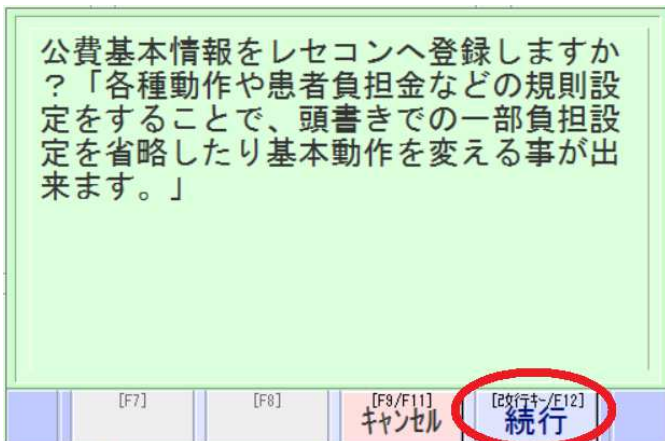 公費基本情報をレセコンへ登録しますか
?「各種動作や患者負担金などの規則設
定をすることで、頭書きでの一部負担設
定を省略したり基本動作を変える事が出
来ます。」
[F7]
[F8]
[F9/F11]
キャンセル
[改行キー/F12]
続行